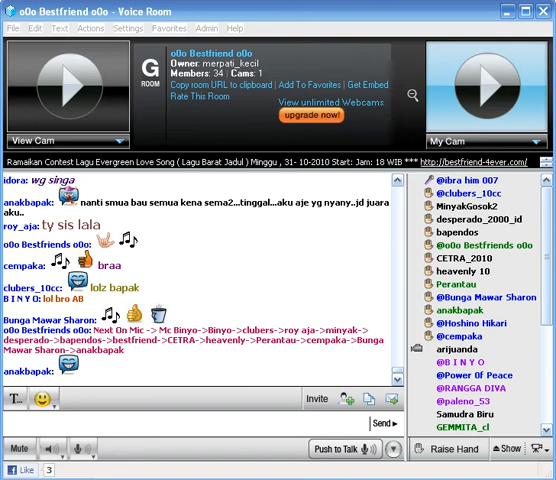 o0o Bestfriend o0o - Voice Room
File Edit Text Actions Settings Favorites Admin Help
G
ROOM
o0o Bestfriend o0o
Owner: merpati_kecil
Members: 34 | Cams: 1
Copy room URL to clipboard | Add To Favorites | Get Embed
Rate This Room
View unlimited Webcams
upgrade now!
View Cam
My Cam
Ramaikan Contest Lagu Evergreen Love Song ( Lagu Barat Jadul ) Minggu , 31-10-2010 Start: Jam: 18 WIB *** http://bestfriend-4ever.com/
idora: wg singa
anakbapak: nanti smua bau semua kena sema2...tinggal...aku aje yg nyany..jd juara
aku..
roy_aja: ty sis lala
o0o Bestfriends o0o:
cempaka: braa
clubers_10cc: lolz bapak
B I N Y O: lol bro AB
Bunga Mawar Sharon:
o0o Bestfriends o0o: Next On Mic -> Mc Binyo->Binyo->clubers->roy aja->minyak->
desperado->bapendos->bestfriend->CETRA->heavenly->Perantau->cempaka->Bunga
Mawar Sharon->anakbapak
anakbapak:
@ibra him 007
@clubers_10cc
MinyakGosok2
desperado_2000_id
bapendos
@o0o Bestfriends o0o
CETRA_2010
heavenly 10
Perantau
@Bunga Mawar Sharon
anakbapak
@Hoshino Hikari
@cempaka
arijuanda
@B I N Y O
@Power 0f Peace
@RANGGA DIVA
@paleno_53
Samudra Biru
GEMMITA_cl
T...
Invite
Send
Mute
Push to Talk
Raise Hand
Show
Like 3